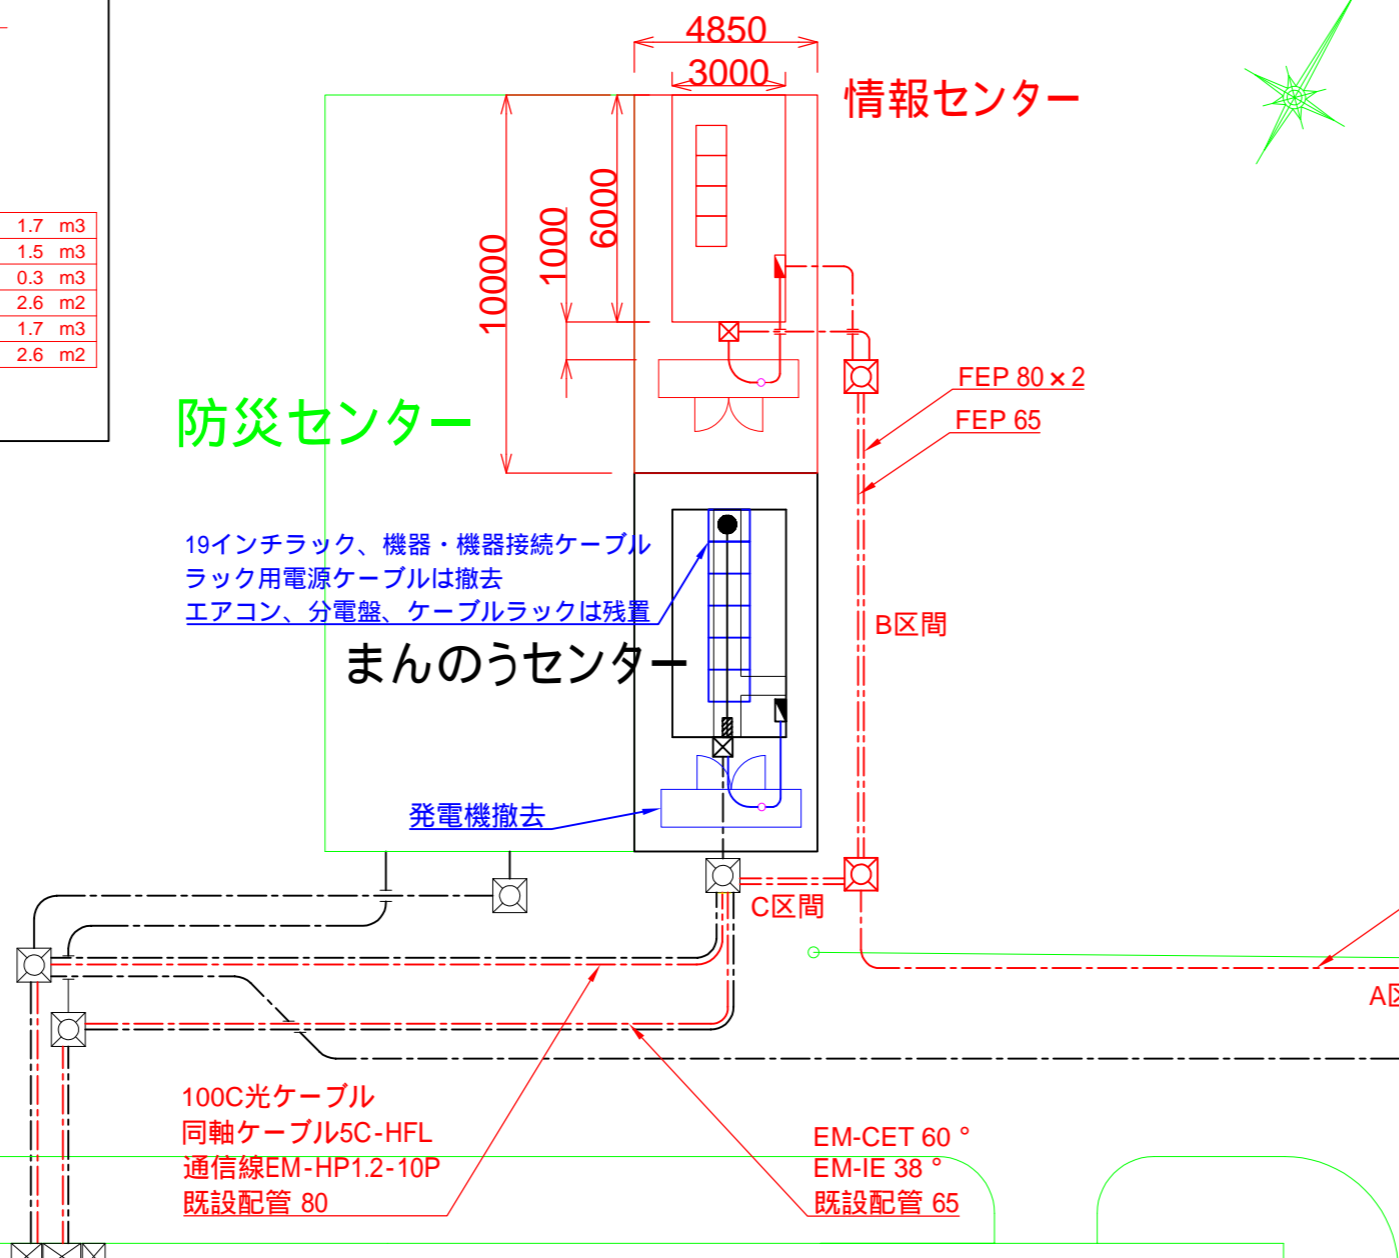 4850
3000
情報センター
1.7 m3
1.5 m3
0.3 m3
2.6 m2
1.7 m3
2.6 m2
10000
1000
6000
FEP 80×2
FEP 65
防災センター
19インチラック、機器・機器接続ケーブル
ラック用電源ケーブルは撤去
エアコン、分電盤、ケーブルラックは残置
B区間
まんのうセンター
発電機撤去
C区間
A区
100C光ケーブル
同軸ケーブル5C-HFL
通信線EM-HP1.2-10P
既設配管 80
EM-CET 60 °
EM-IE 38 °
既設配管 65